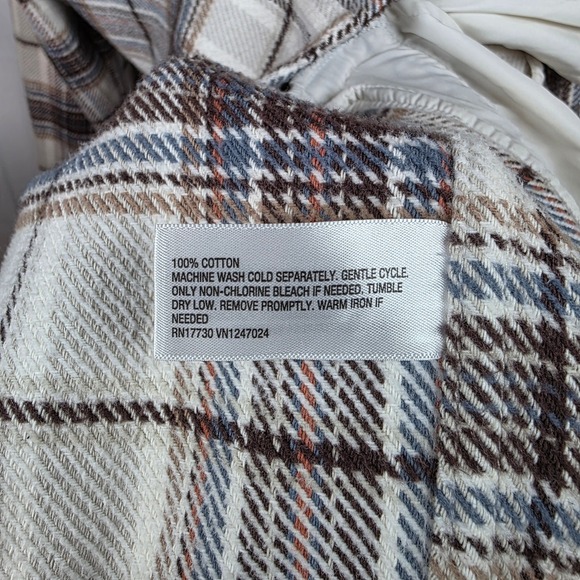 100% COTTON
MACHINE WASH COLD SEPARATELY. GENTLE CYCLE.
ONLY NON-CHLORINE BLEACH IF NEEDED. TUMBLE
DRY LOW. REMOVE PROMPTLY. WARM IRON IF
NEEDED
RN17730 VN1247024